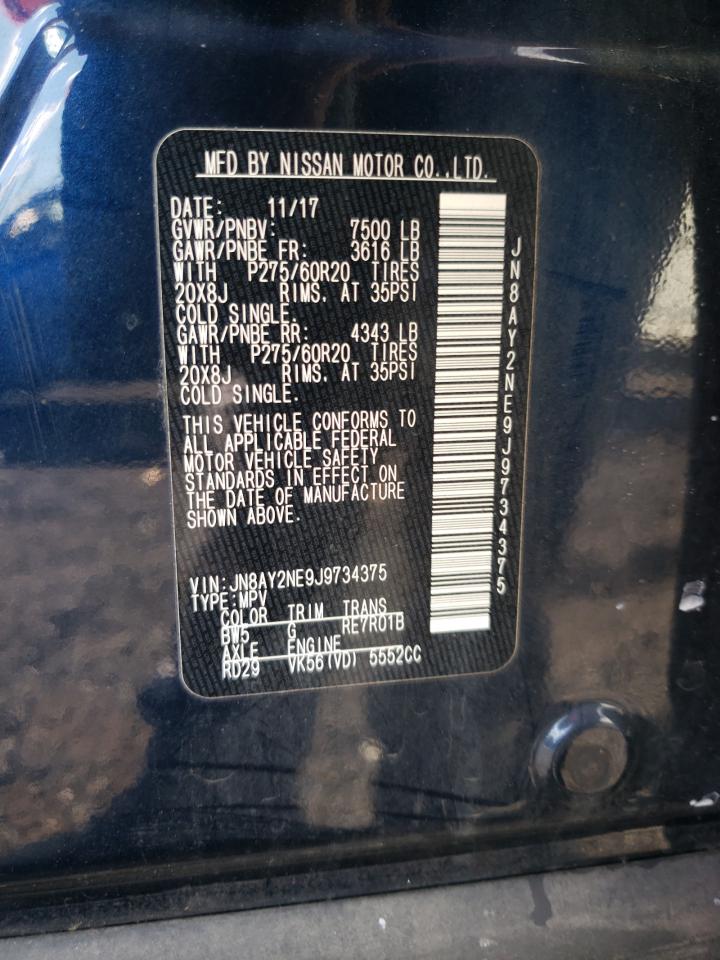 MFD BY NISSAN MOTOR CO.,LTD.
DATE: 11/17
GVWR/PNBV: 7500 LB
GAWR/PNBE FR: 3616 LB
WITH P275/60R20 TIRES
20X8J RIMS. AT 35PSI
COLD SINGLE.
GAWR/PNBE RR: 4343 LB
WITH P275/60R20 TIRES
20X8J RIMS. AT 35PSI
COLD SINGLE.
THIS VEHICLE CONFORMS TO
ALL APPLICABLE FEDERAL
MOTOR VEHICLE SAFETY
STANDARDS IN EFFECT ON
THE DATE OF MANUFACTURE
SHOWN ABOVE.
VIN:JN8AY2NE9J9734375
TYPE:MPV
COLOR TRIM TRANS
BW5 G RE7R01B
AXLE ENGINE
RD29 VK56(VD) 5552CC
JN8AY2NE9J9734375